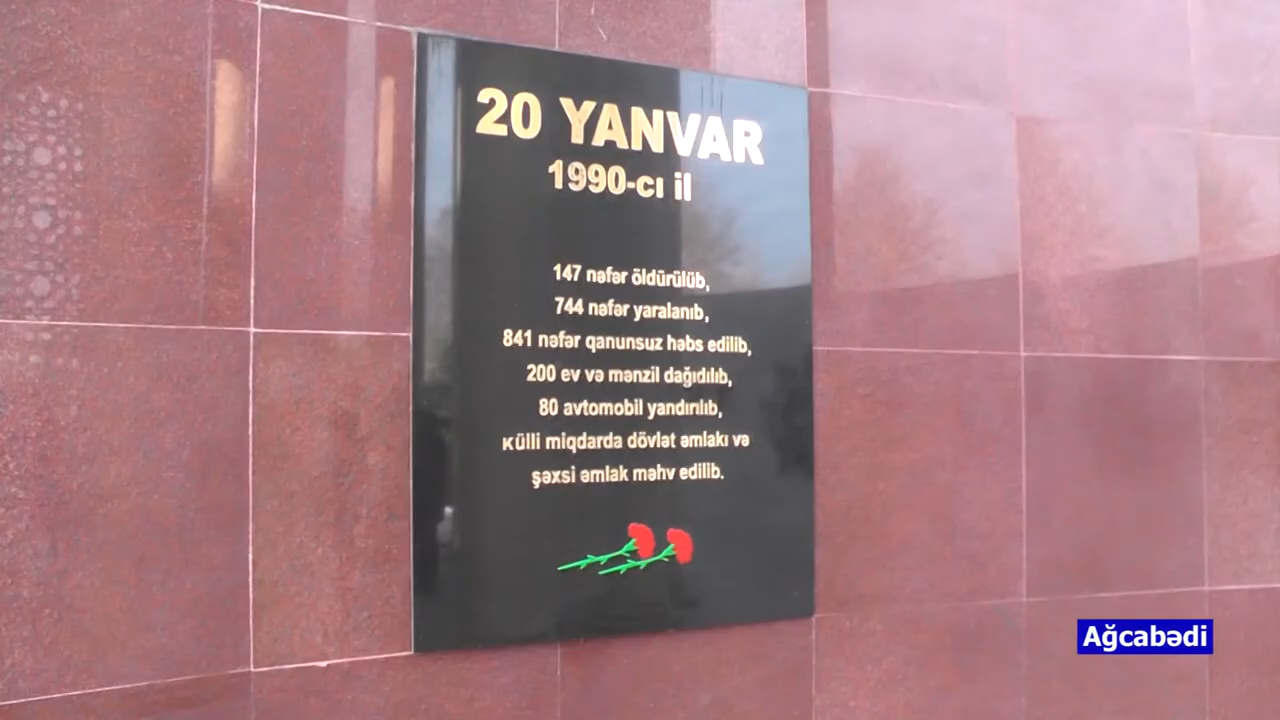 20 YANVAR
1990-cı il
147 nəfər öldürülüb,
744 nəfər yaralanıb,
841 nəfər qanunsuz həbs edilib,
200 ev və mənzil dağıdılıb,
80 avtomobil yandırılıb,
külli miqdarda dövlət əmlakı və
şəxsi əmlak məhv edilib.
Ağcabədi